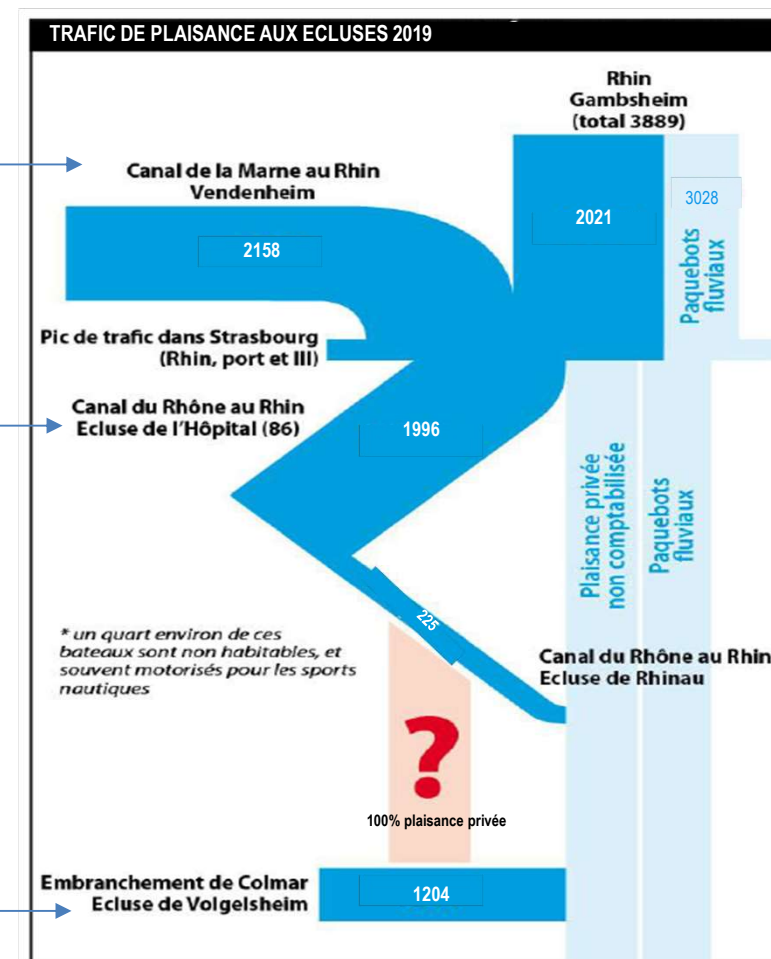 TRAFIC DE PLAISANCE AUX ECLUSES 2019
Rhin
Gambsheim
(total 3889)
Canal de la Marne au Rhin
Vendenheim
2158
2021
3028
Paquebots
fluviaux
Pic de trafic dans Strasbourg
(Rhin, port et Ill)
Canal du Rhône au Rhin
Ecluse de l'Hôpital (86)
1996
Plaisance privée
non comptabilisée
Paquebots
fluviaux
225
* un quart environ de ces
bateaux sont non habitables, et
souvent motorisés pour les sports
nautiques
Canal du Rhône au Rhin
Ecluse de Rhinau
?
100% plaisance privée
Embranchement de Colmar
Ecluse de Volgelsheim
1204